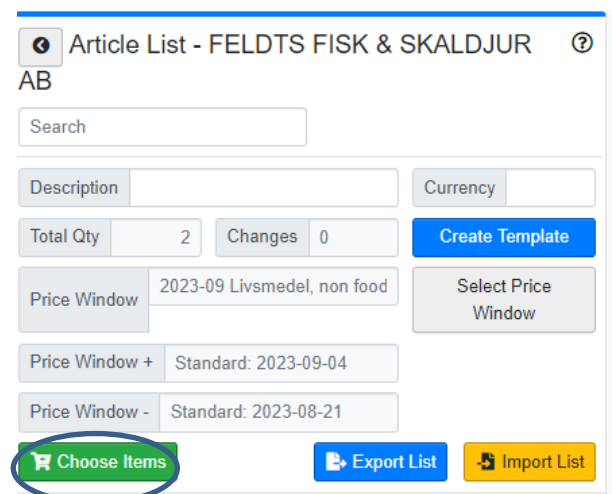 Article List - FELDTS FISK & SKALDJUR
AB
Search
Description Currency
Total Qty 2 Changes 0 Create Template
Price Window 2023-09 Livsmedel, non food Select Price
Window
Price Window + Standard: 2023-09-04
Price Window - Standard: 2023-08-21
Choose Items Export List Import List